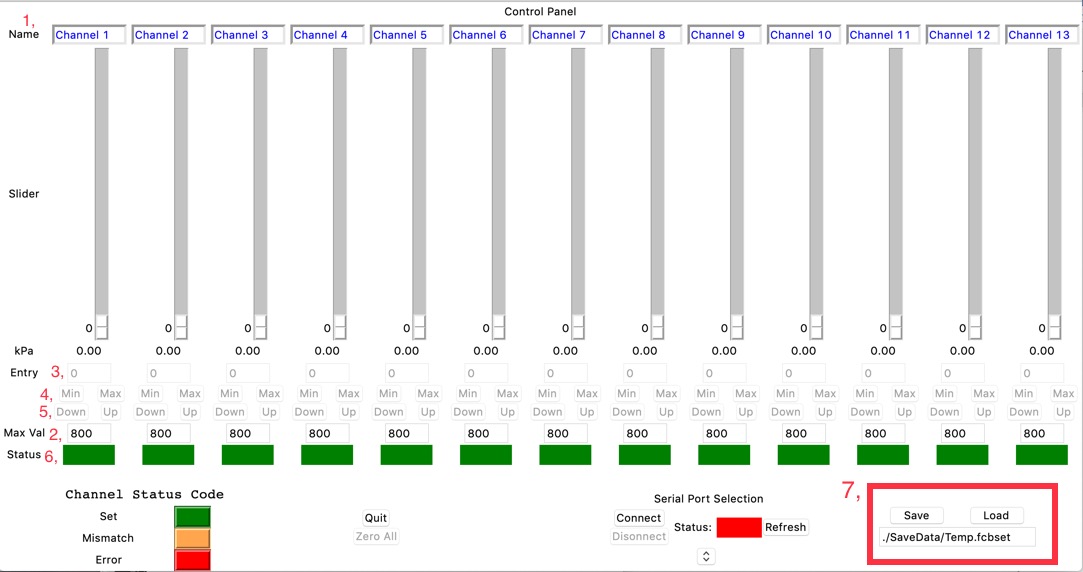 Control Panel
1,
Name Channel 1 Channel 2 Channel 3 Channel 4 Channel 5 Channel 6 Channel 7 Channel 8 Channel 9 Channel 10 Channel 11 Channel 12 Channel 13
Slider
0 0 0 0 0 0 0 0 0 0 0 0 0
kPa 0.00 0.00 0.00 0.00 0.00 0.00 0.00 0.00 0.00 0.00 0.00 0.00 0.00
Entry 3, 0 0 0 0 0 0 0 0 0 0 0 0 0
4, Min Max Min Max Min Max Min Max Min Max Min Max Min Max Min Max Min Max Min Max Min Max Min Max Min Max
5, Down Up Down Up Down Up Down Up Down Up Down Up Down Up Down Up Down Up Down Up Down Up Down Up Down Up
Max Val 2, 800 800 800 800 800 800 800 800 800 800 800 800 800
Status 6,
Channel Status Code
Set
Mismatch
Error
Quit
Zero All
Serial Port Selection
Connect
Disonnect
Status: Refresh
7,
Save Load
./SaveData/Temp.fcbset